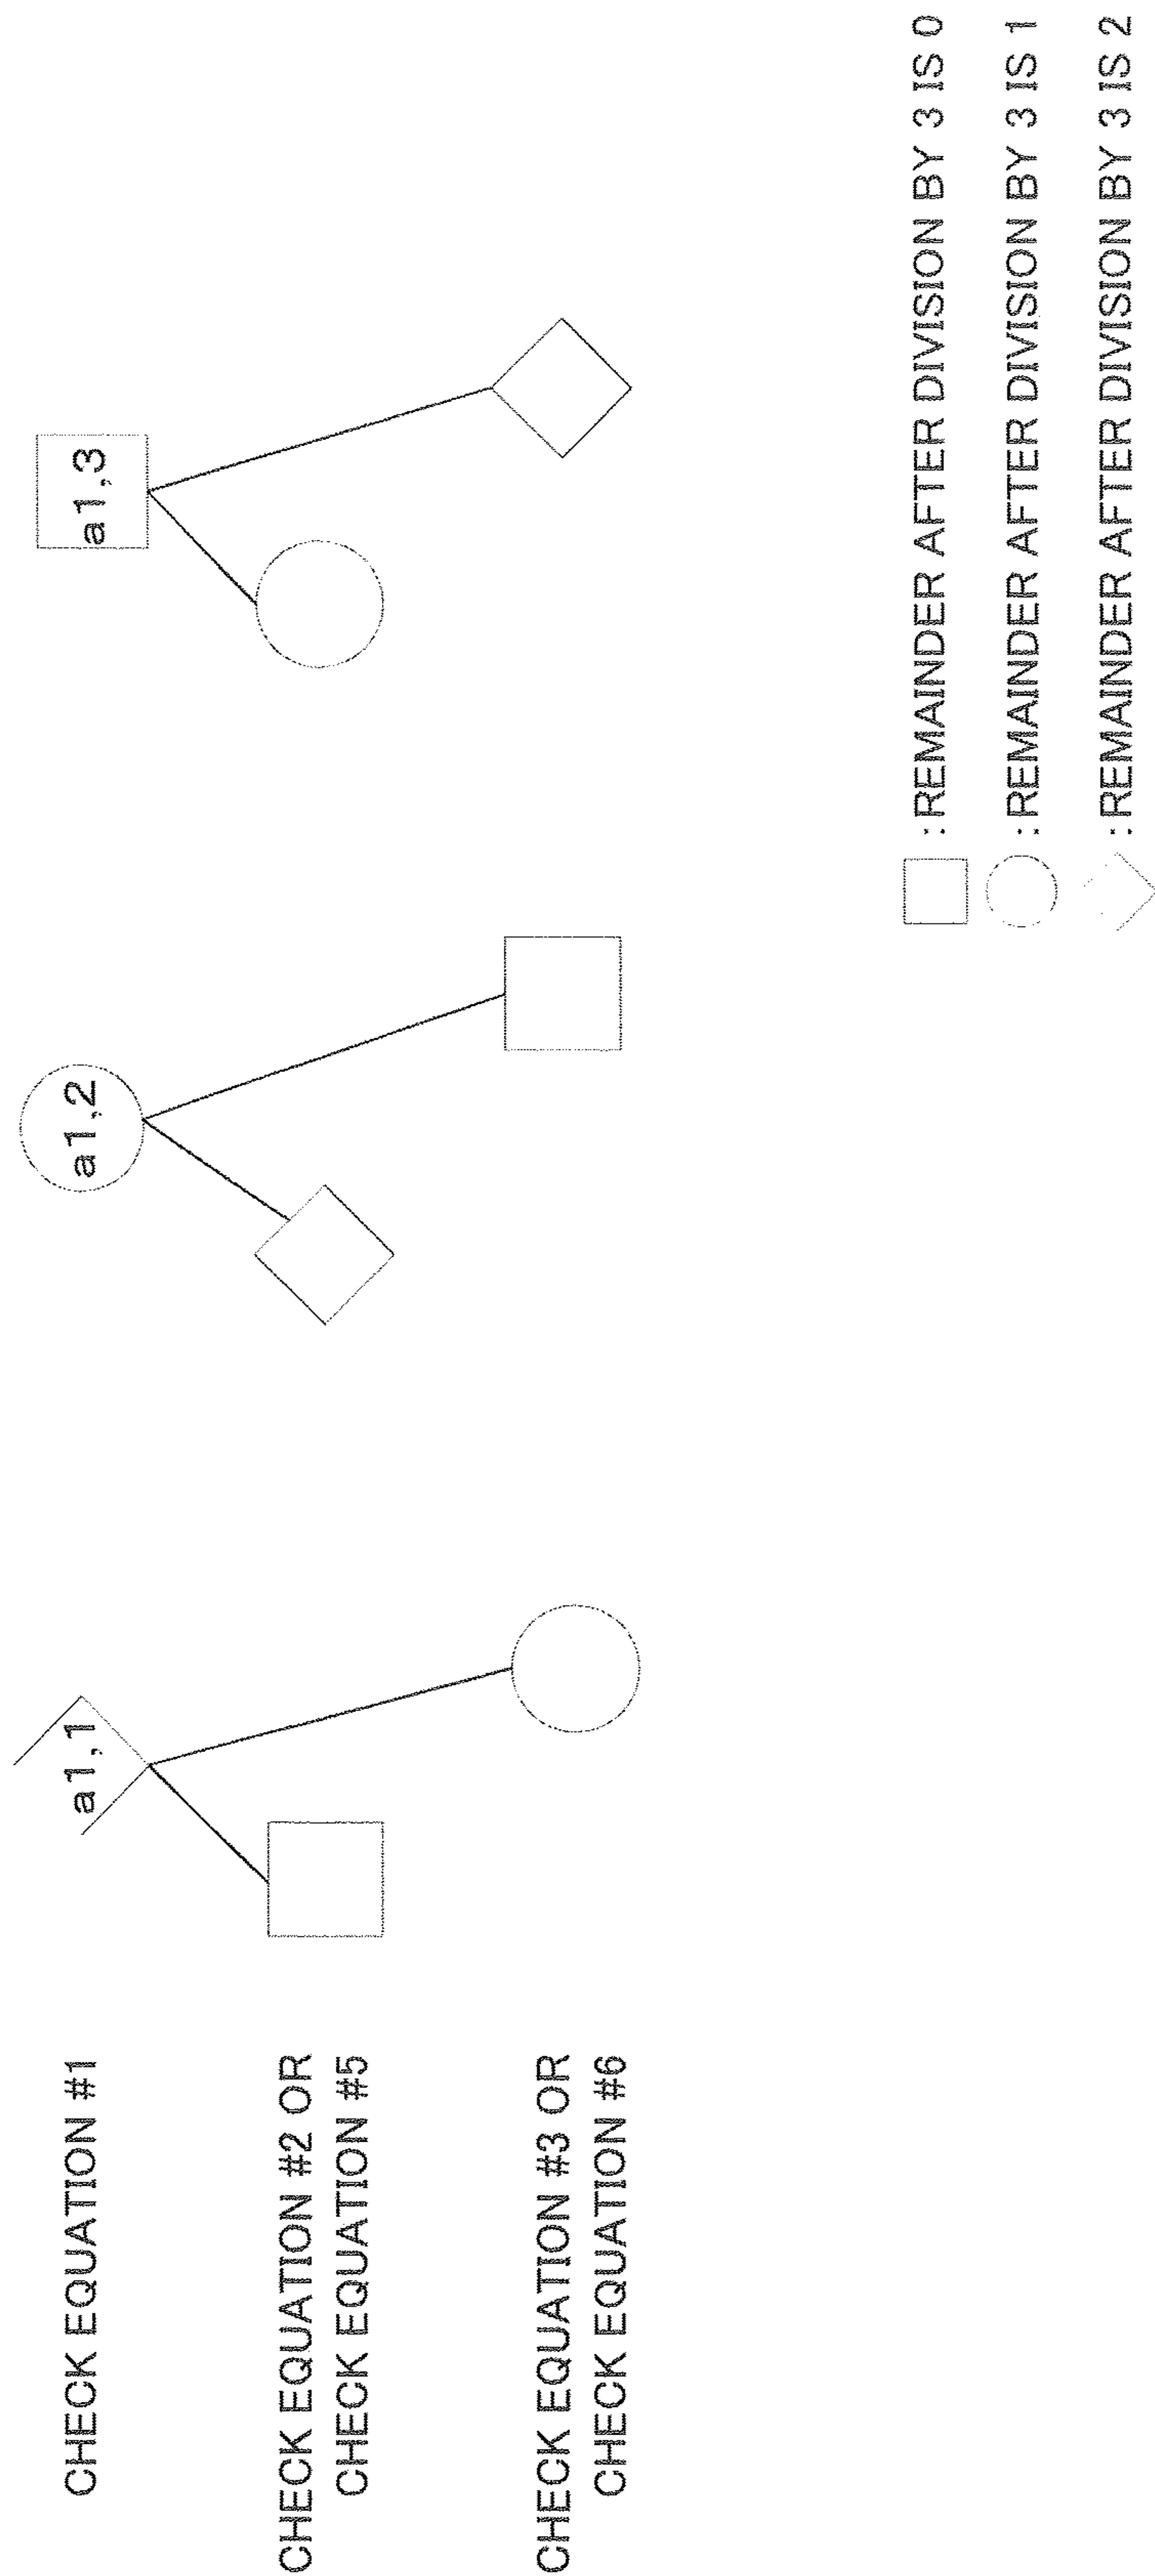 CHECK EQUATION #1
a1,1
a1,2
a1,3
CHECK EQUATION #2 OR
CHECK EQUATION #5
CHECK EQUATION #3 OR
CHECK EQUATION #6
: REMAINDER AFTER DIVISION BY 3 IS 0
: REMAINDER AFTER DIVISION BY 3 IS 1
: REMAINDER AFTER DIVISION BY 3 IS 2